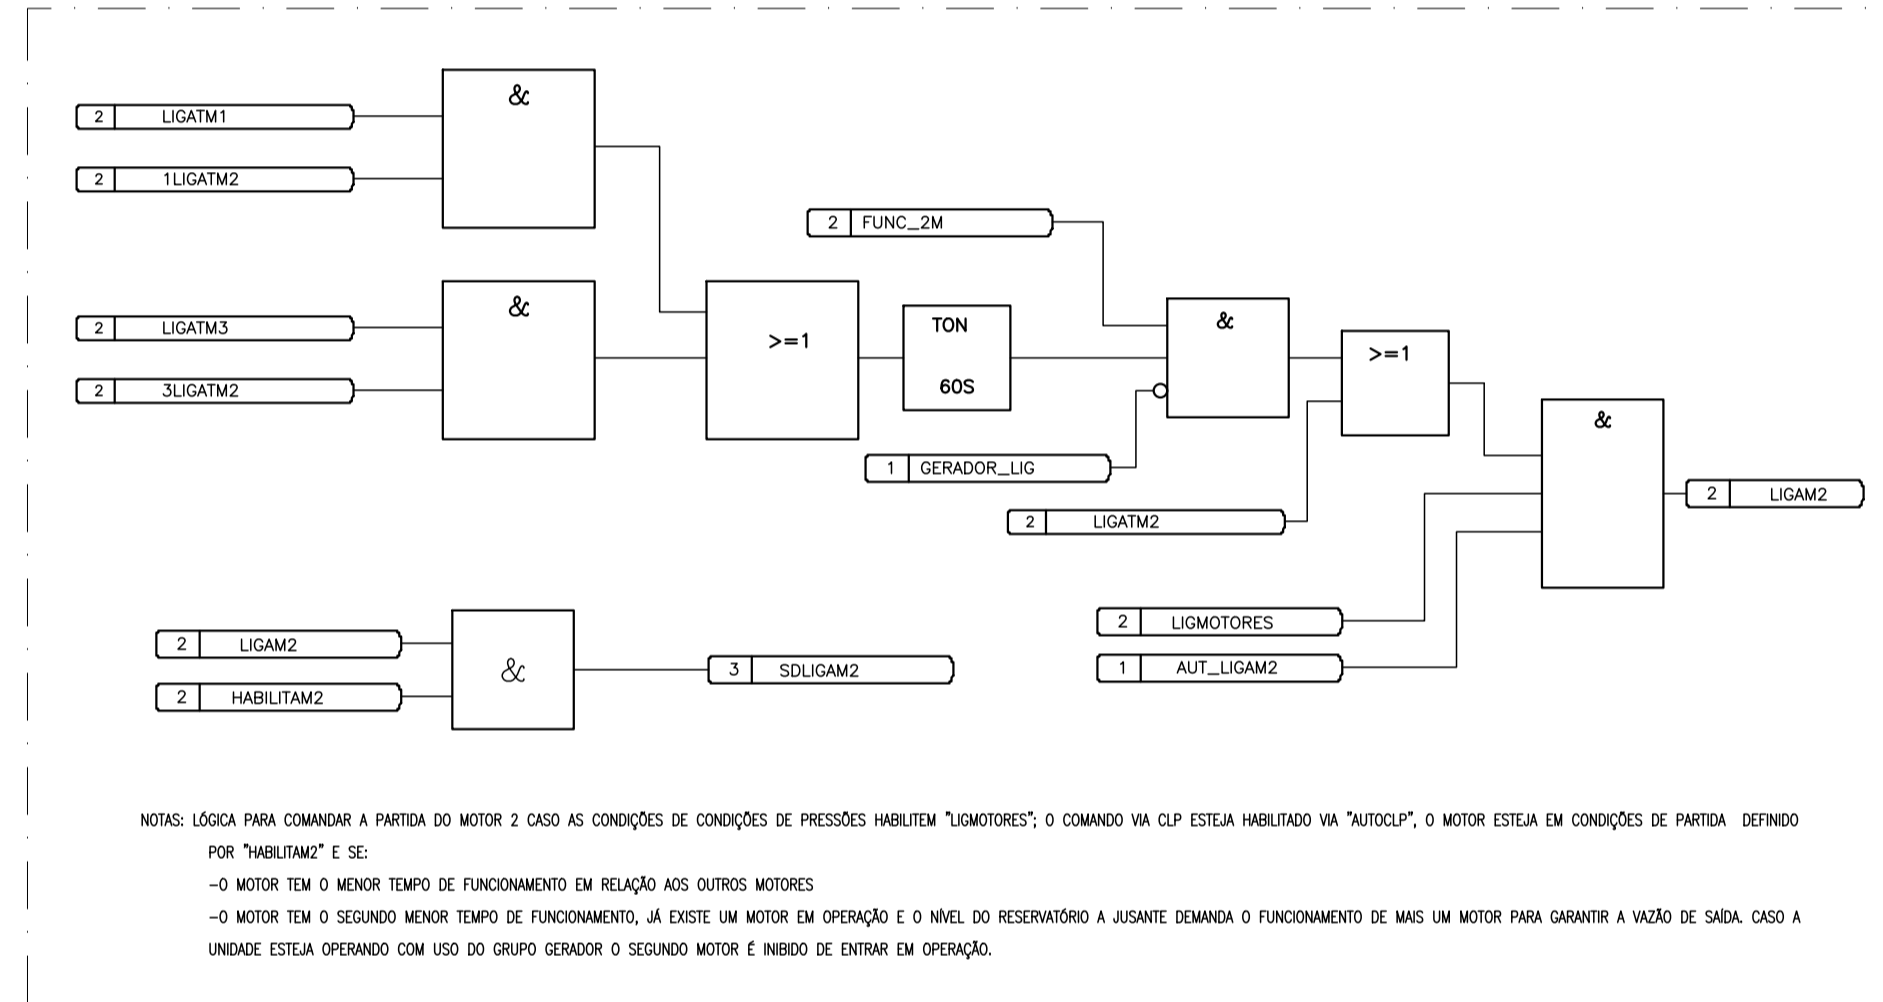 &
2 LIGATM1
2 1LIGATM2
2 FUNC_2M
&
2 LIGATM3
2 3LIGATM2
>=1
TON
60S
&
>=1
1 GERADOR_LIG
2 LIGATM2
&
2 LIGAM2
2 LIGMOTORES
1 AUT_LIGAM2
2 LIGAM2
2 HABILITAM2
&
3 SDLIGAM2
NOTAS: LÓGICA PARA COMANDAR A PARTIDA DO MOTOR 2 CASO AS CONDIÇÕES DE CONDIÇÕES DE PRESSÕES HABILITEM "LIGMOTORES"; O COMANDO VIA CLP ESTEJA HABILITADO VIA "AUTOCLP", O MOTOR ESTEJA EM CONDIÇÕES DE PARTIDA DEFINIDO
POR "HABILITAM2" E SE:
-O MOTOR TEM O MENOR TEMPO DE FUNCIONAMENTO EM RELAÇÃO AOS OUTROS MOTORES
-O MOTOR TEM O SEGUNDO MENOR TEMPO DE FUNCIONAMENTO, JÁ EXISTE UM MOTOR EM OPERAÇÃO E O NÍVEL DO RESERVATÓRIO A JUSANTE DEMANDA O FUNCIONAMENTO DE MAIS UM MOTOR PARA GARANTIR A VAZÃO DE SAÍDA. CASO A
UNIDADE ESTEJA OPERANDO COM USO DO GRUPO GERADOR O SEGUNDO MOTOR É INIBIDO DE ENTRAR EM OPERAÇÃO.